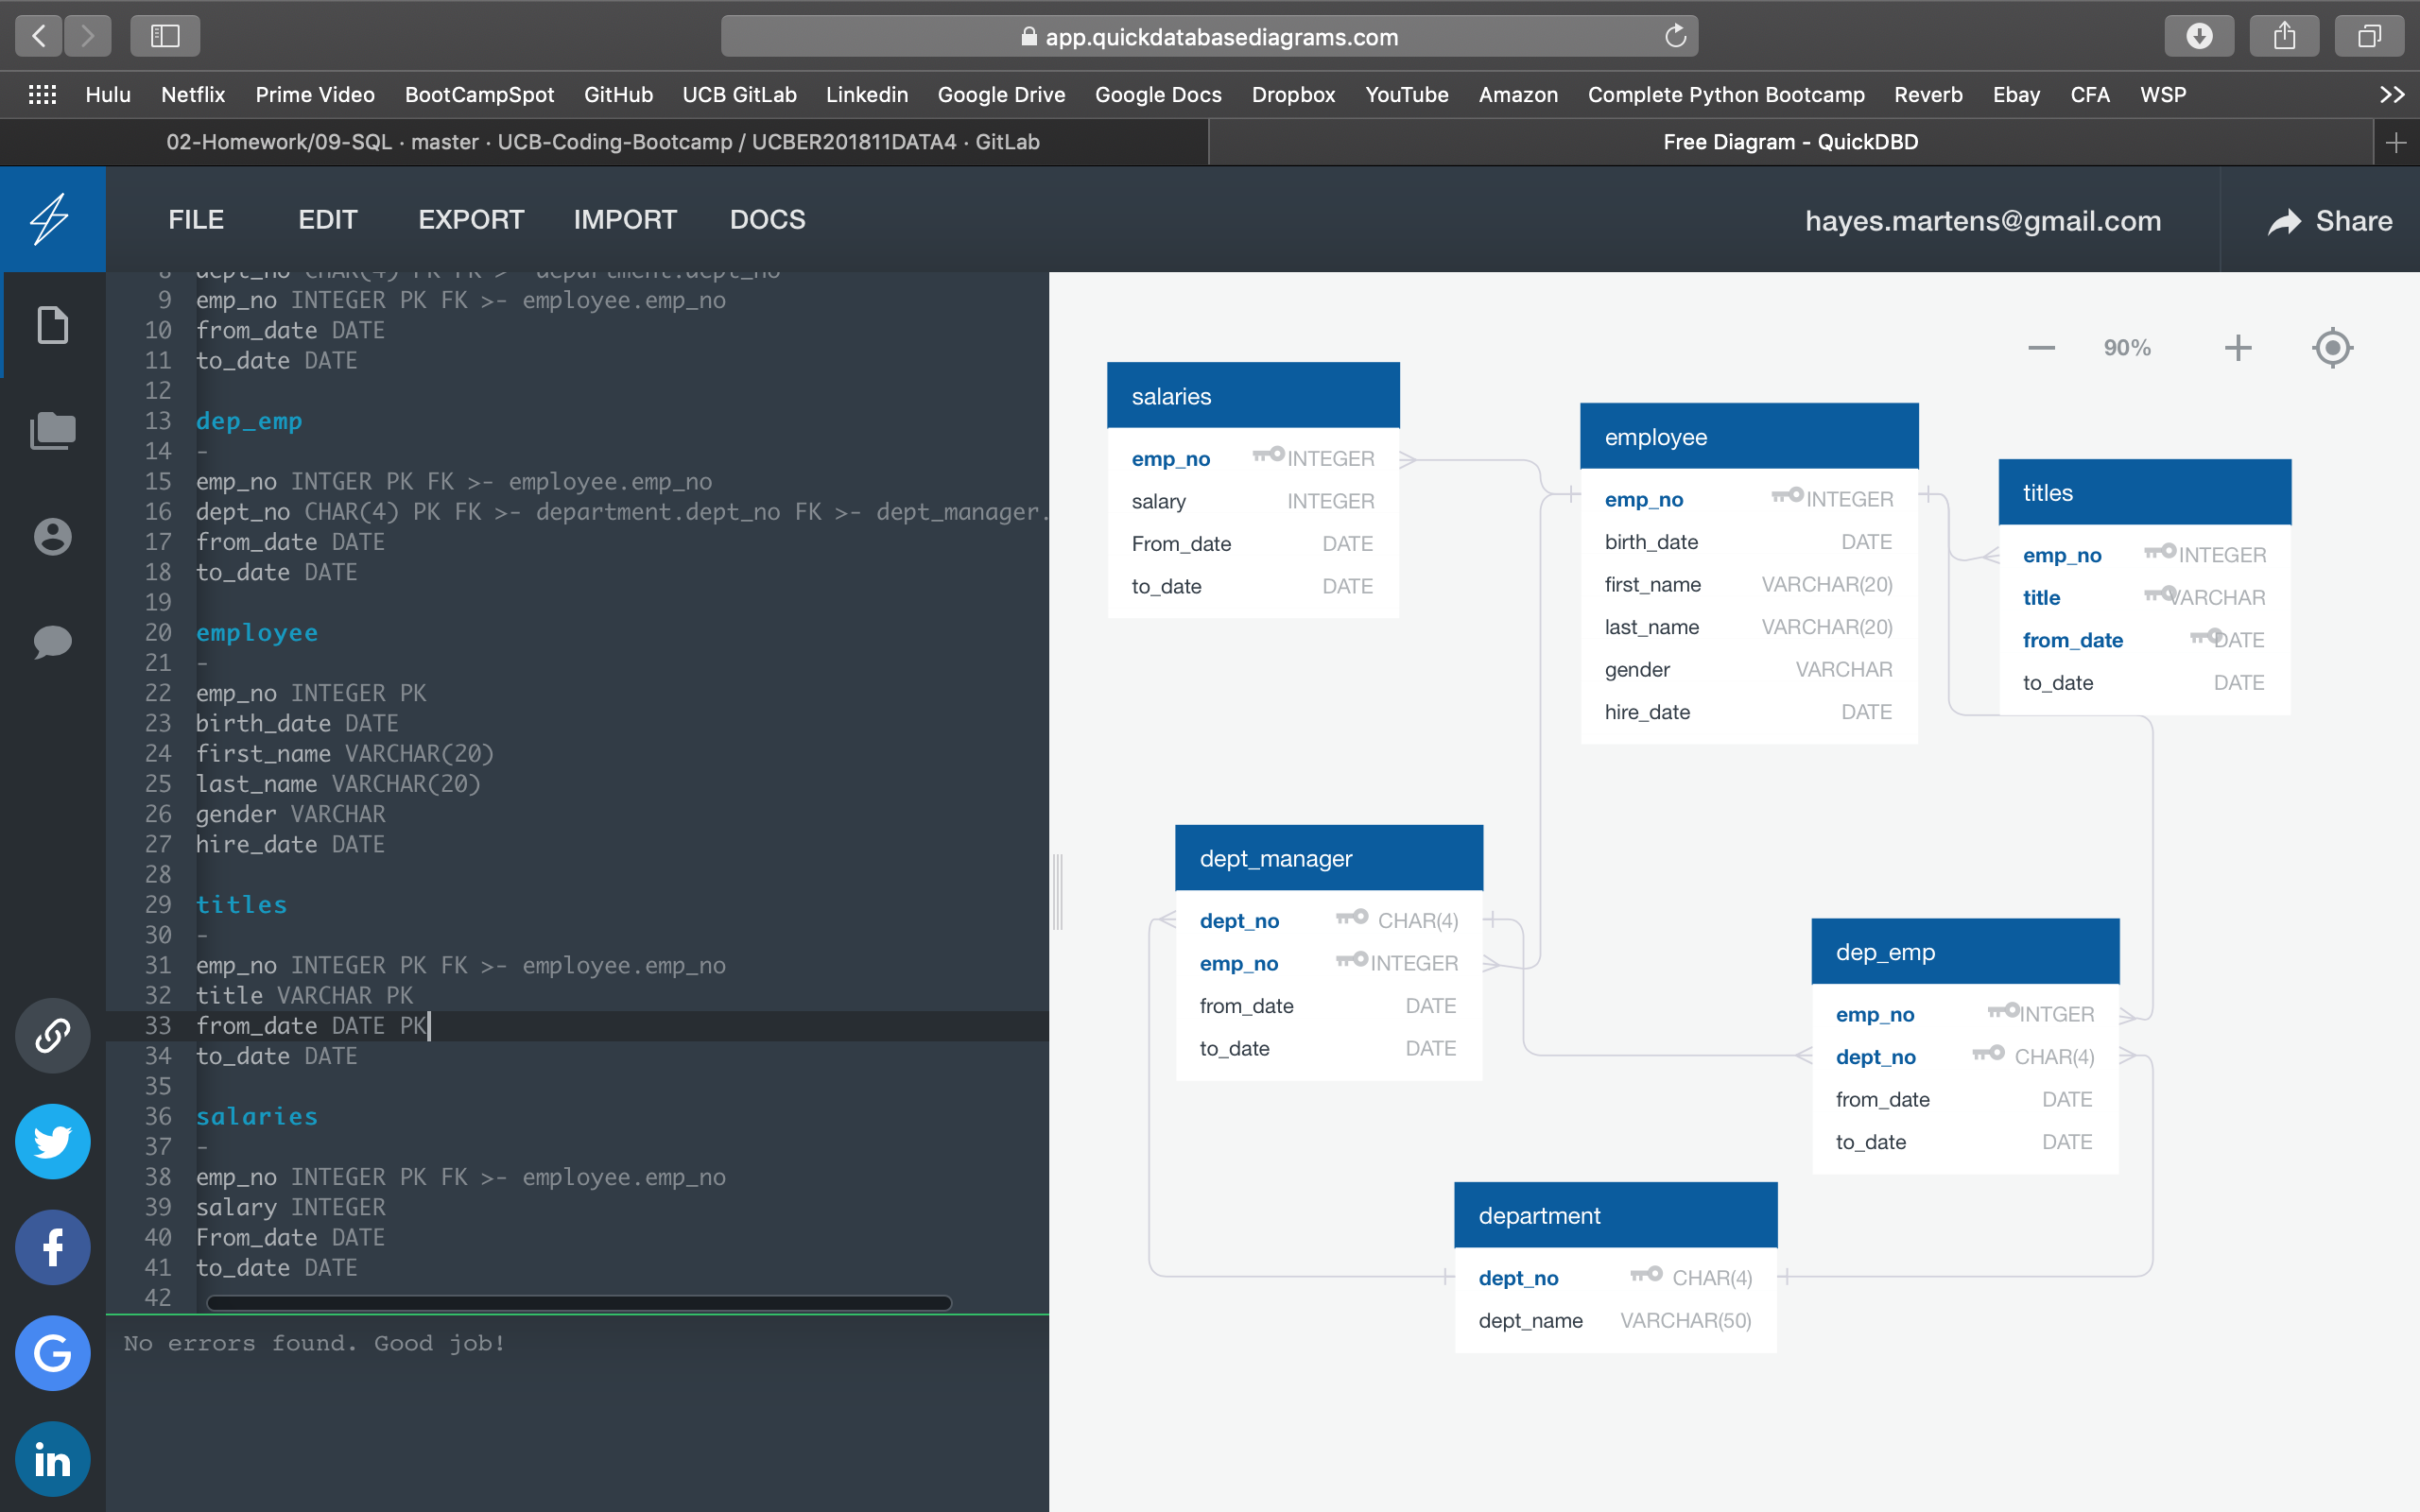 app.quickdatabasediagrams.com
Hulu Netflix Prime Video BootCampSpot GitHub UCB GitLab Linkedin Google Drive Google Docs Dropbox YouTube Amazon Complete Python Bootcamp Reverb Ebay CFA WSP
02-Homework/09-SQL · master · UCB-Coding-Bootcamp / UCBER201811DATA4 · GitLab
Free Diagram - QuickDBD
FILE EDIT EXPORT IMPORT DOCS
hayes.martens@gmail.com
Share
8 dept_no CHAR(4) PK FK >- department.dept_no
9 emp_no INTEGER PK FK >- employee.emp_no
10 from_date DATE
11 to_date DATE
12
13 dep_emp
14 -
15 emp_no INTGER PK FK >- employee.emp_no
16 dept_no CHAR(4) PK FK >- department.dept_no FK >- dept_manager.
17 from_date DATE
18 to_date DATE
19
20 employee
21 -
22 emp_no INTEGER PK
23 birth_date DATE
24 first_name VARCHAR(20)
25 last_name VARCHAR(20)
26 gender VARCHAR
27 hire_date DATE
28
29 titles
30 -
31 emp_no INTEGER PK FK >- employee.emp_no
32 title VARCHAR PK
33 from_date DATE PK
34 to_date DATE
35
36 salaries
37 -
38 emp_no INTEGER PK FK >- employee.emp_no
39 salary INTEGER
40 From_date DATE
41 to_date DATE
42
No errors found. Good job!
90%
salaries
emp_no INTEGER
salary INTEGER
From_date DATE
to_date DATE
employee
emp_no INTEGER
birth_date DATE
first_name VARCHAR(20)
last_name VARCHAR(20)
gender VARCHAR
hire_date DATE
titles
emp_no INTEGER
title VARCHAR
from_date DATE
to_date DATE
dept_manager
dept_no CHAR(4)
emp_no INTEGER
from_date DATE
to_date DATE
dep_emp
emp_no INTGER
dept_no CHAR(4)
from_date DATE
to_date DATE
department
dept_no CHAR(4)
dept_name VARCHAR(50)